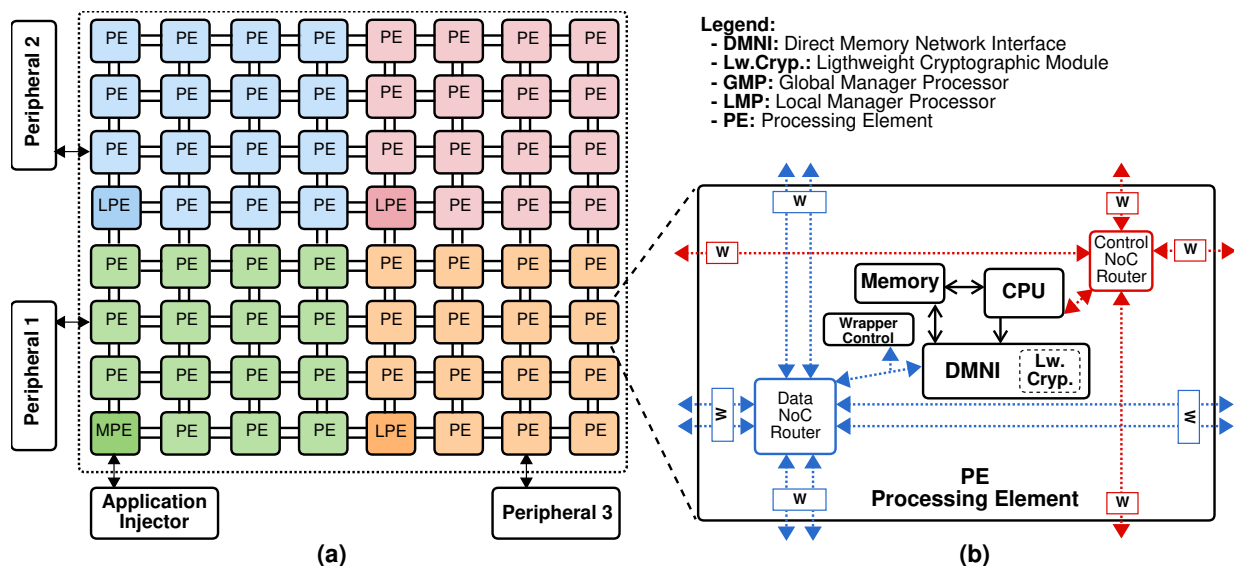 Peripheral 2
Peripheral 1
PE PE PE PE PE PE PE PE
PE PE PE PE PE PE PE PE
PE PE PE PE PE PE PE PE
LPE PE PE PE LPE PE PE PE
PE PE PE PE PE PE PE PE
PE PE PE PE PE PE PE PE
PE PE PE PE PE PE PE PE
MPE PE PE PE LPE PE PE PE
Application
Injector
Peripheral 3
(a)
Legend:
- DMNI: Direct Memory Network Interface
- Lw.Cryp.: Ligthweight Cryptographic Module
- GMP: Global Manager Processor
- LMP: Local Manager Processor
- PE: Processing Element
W
W
W
W
Control
NoC
Router
Memory
CPU
Wrapper
Control
DMNI
Lw.
Cryp.
Data
NoC
Router
W
W
W
W
PE
Processing Element
(b)